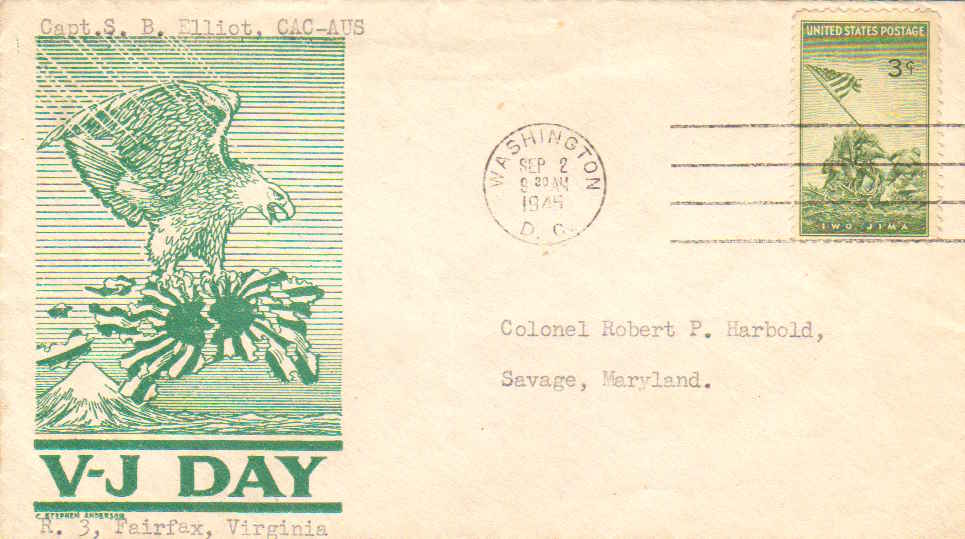 Capt.S. B. Elliot, CAC-AUS
UNITED STATES POSTAGE
3¢
IWO JIMA
WASHINGTON
SEP 2
9 30 AM
1945
D. C.
Colonel Robert P. Harbold,
Savage, Maryland.
V-J DAY
C. STEPHEN ANDERSON
R. 3, Fairfax, Virginia